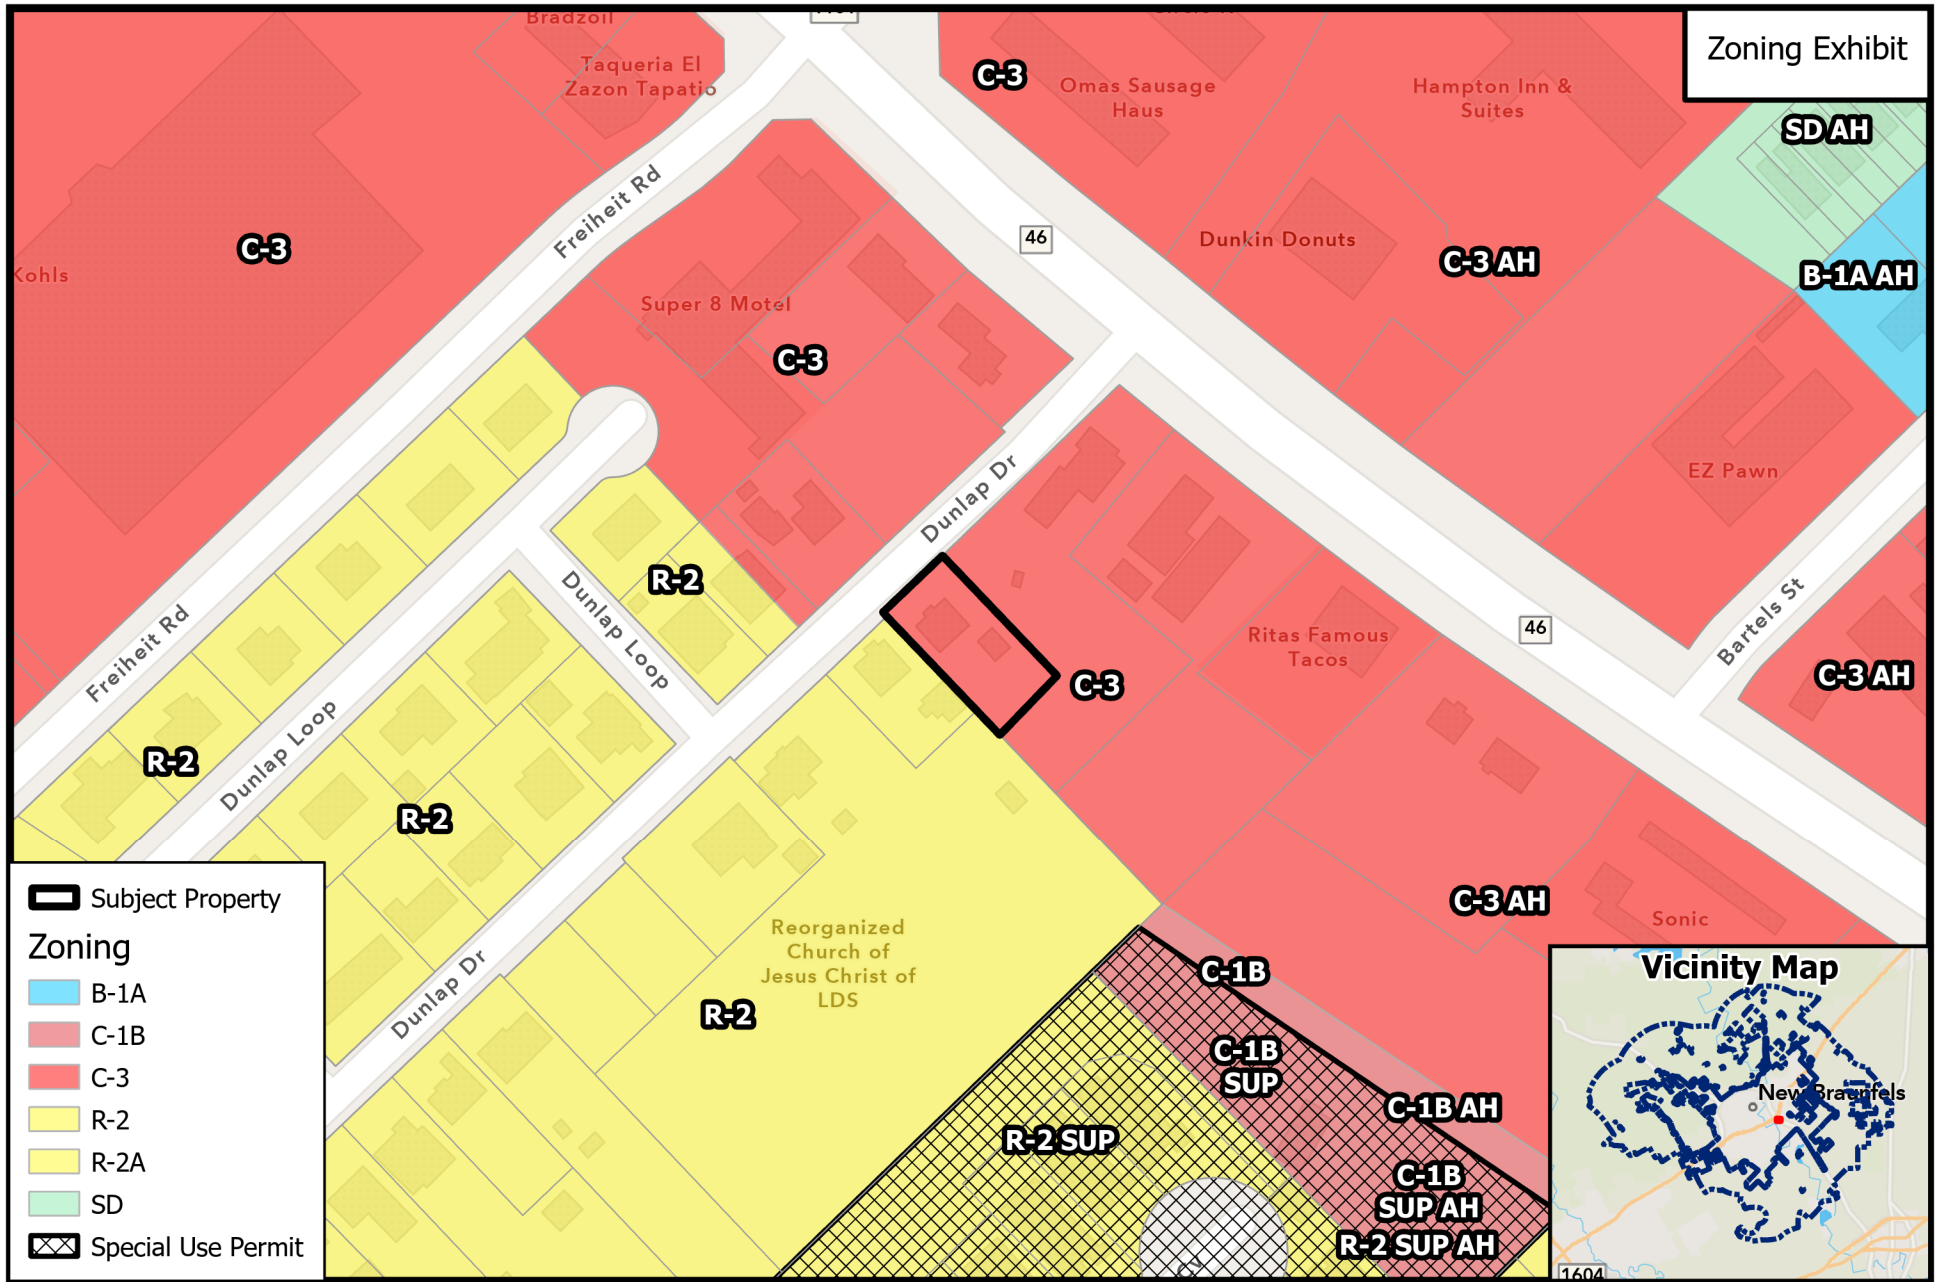 Bradzoil
Taqueria El
Zazon Tapatio
C-3
Omas Sausage
Haus
Hampton Inn &
Suites
Zoning Exhibit
SD AH
Freiheit Rd
46
Dunkin Donuts
C-3 AH
B-1A AH
C-3
Kohls
Super 8 Motel
C-3
EZ Pawn
Dunlap Dr
R-2
Dunlap Loop
Freiheit Rd
46
Ritas Famous
Tacos
Bartels St
C-3
C-3 AH
R-2
Dunlap Loop
R-2
C-3 AH
Sonic
Reorganized
Church of
Jesus Christ of
LDS
Dunlap Dr
R-2
C-1B
C-1B
SUP
C-1B AH
R-2 SUP
C-1B
SUP AH
R-2 SUP AH
Subject Property
Zoning
B-1A
C-1B
C-3
R-2
R-2A
SD
Special Use Permit
Vicinity Map
New Braunfels
1604